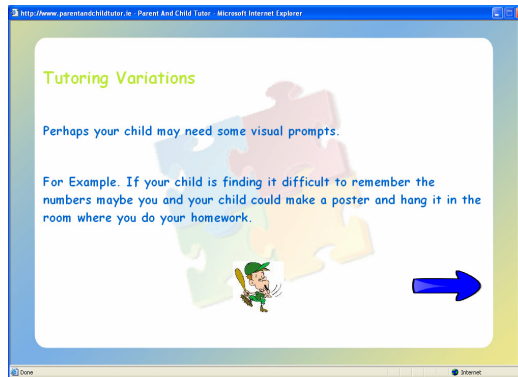 http://www.parentandchildtutor.ie - Parent And Child Tutor - Microsoft Internet Explorer
Tutoring Variations
Perhaps your child may need some visual prompts.
For Example. If your child is finding it difficult to remember the
numbers maybe you and your child could make a poster and hang it in the
room where you do your homework.
Done
Internet